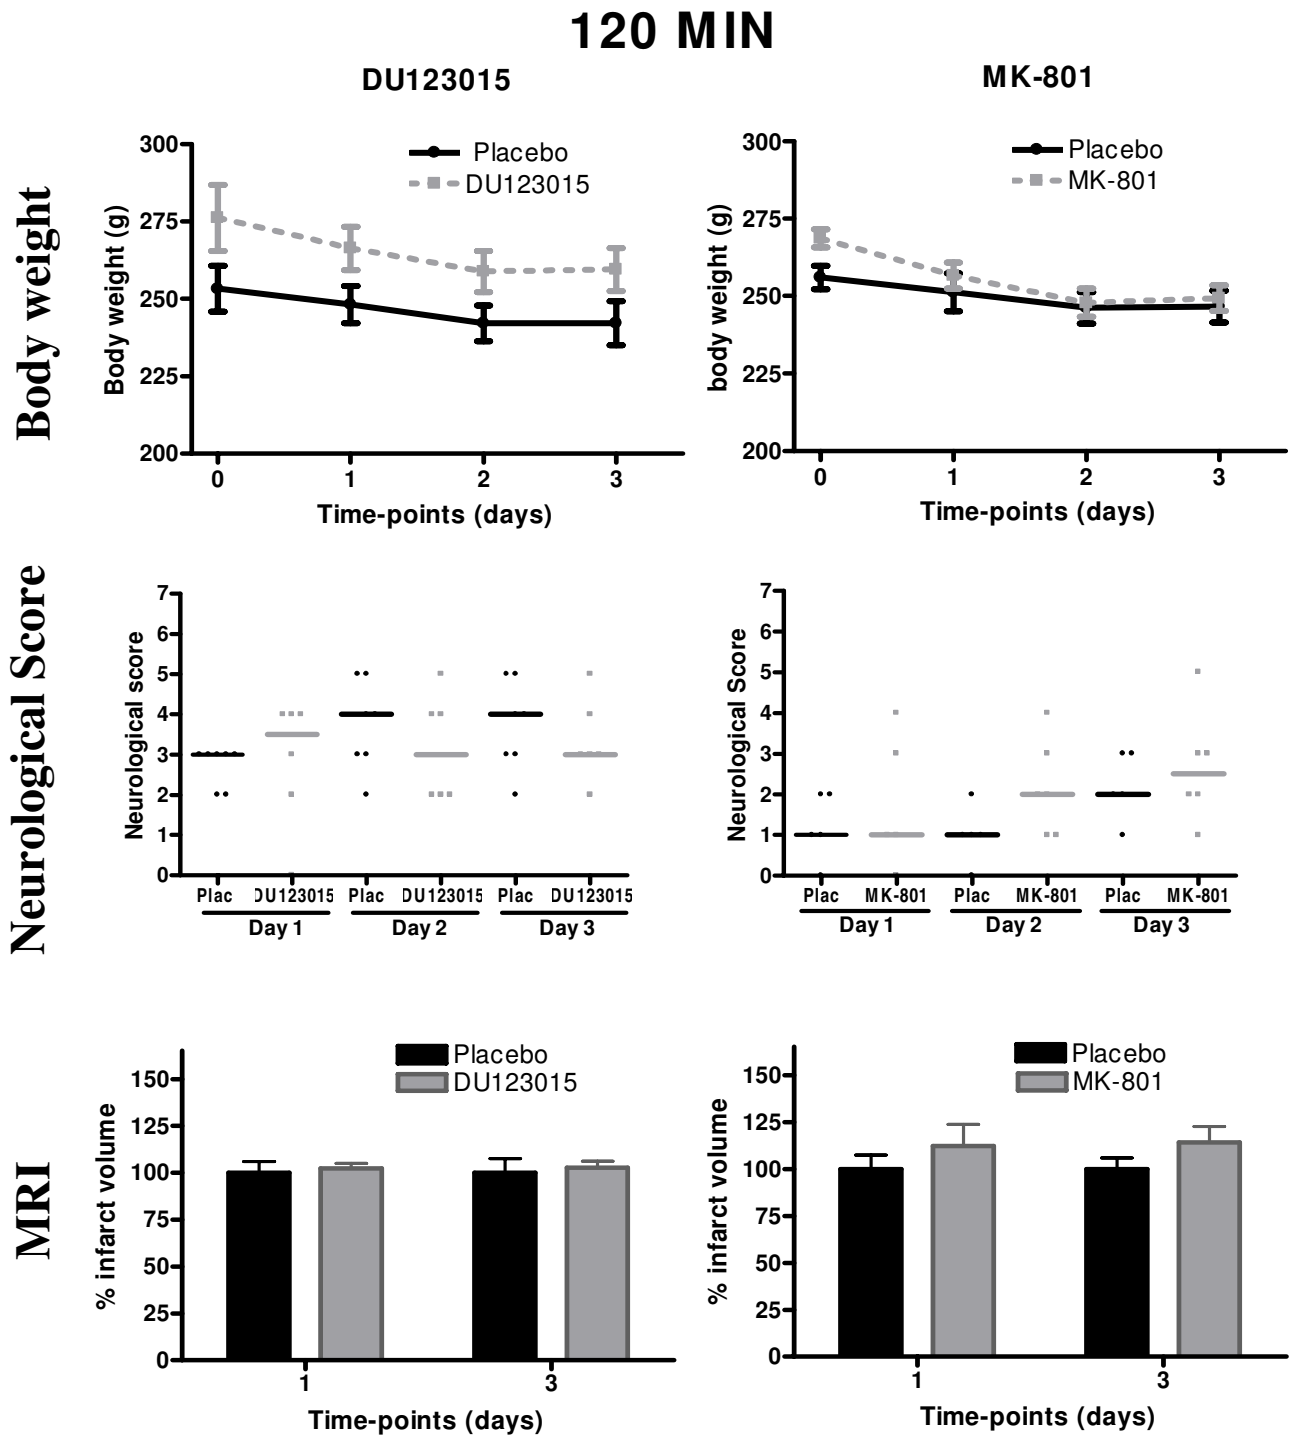 120 MIN
DU123015
MK-801
Body weight
300
275
250
225
200
Body weight (g)
Placebo
DU123015
0 1 2 3
Time-points (days)
300
275
250
225
200
body weight (g)
Placebo
MK-801
0 1 2 3
Time-points (days)
Neurological Score
7
6
5
4
3
2
1
0
Neurological score
Plac DU123015 Plac DU123015 Plac DU123015
Day 1 Day 2 Day 3
7
6
5
4
3
2
1
0
Neurological Score
Plac MK-801 Plac MK-801 Plac MK-801
Day 1 Day 2 Day 3
MRI
150
125
100
75
50
25
0
% infarct volume
Placebo
DU123015
1 3
Time-points (days)
150
125
100
75
50
25
0
% infarct volume
Placebo
MK-801
1 3
Time-points (days)